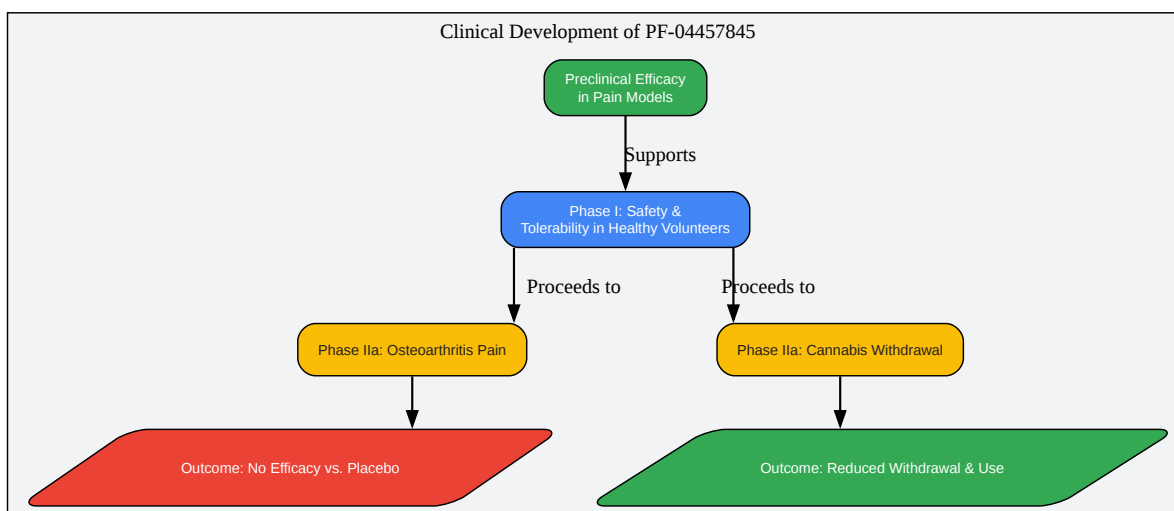 Clinical Development of PF-04457845
Preclinical Efficacy
in Pain Models
Supports
Phase I: Safety &
Tolerability in Healthy Volunteers
Proceeds to
Proceeds to
Phase IIa: Osteoarthritis Pain
Phase IIa: Cannabis Withdrawal
Outcome: No Efficacy vs. Placebo
Outcome: Reduced Withdrawal & Use